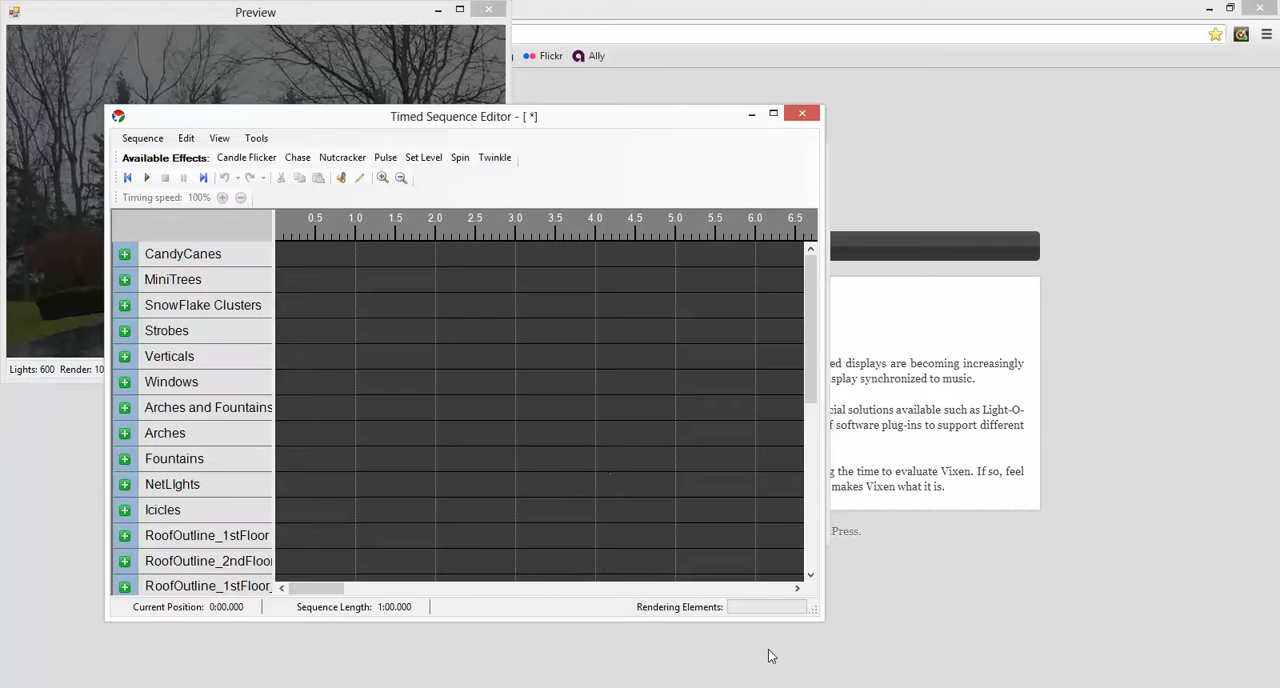 Preview
Flickr
Ally
Timed Sequence Editor - [ *]
Sequence Edit View Tools
Available Effects: Candle Flicker Chase Nutcracker Pulse Set Level Spin Twinkle
Timing speed: 100%
0.5 1.0 1.5 2.0 2.5 3.0 3.5 4.0 4.5 5.0 5.5 6.0 6.5
CandyCanes
MiniTrees
SnowFlake Clusters
Strobes
Verticals
Windows
Arches and Fountains
Arches
Fountains
NetLIghts
Icicles
RoofOutline_1stFloor
RoofOutline_2ndFloo
RoofOutline_1stFloor_
Current Position: 0:00.000 Sequence Length: 1:00.000 Rendering Elements:
Lights: 600 Render: 10
ed displays are becoming increasingly
splay synchronized to music.
cial solutions available such as Light-O-
f software plug-ins to support different
g the time to evaluate Vixen. If so, feel
makes Vixen what it is.
Press.